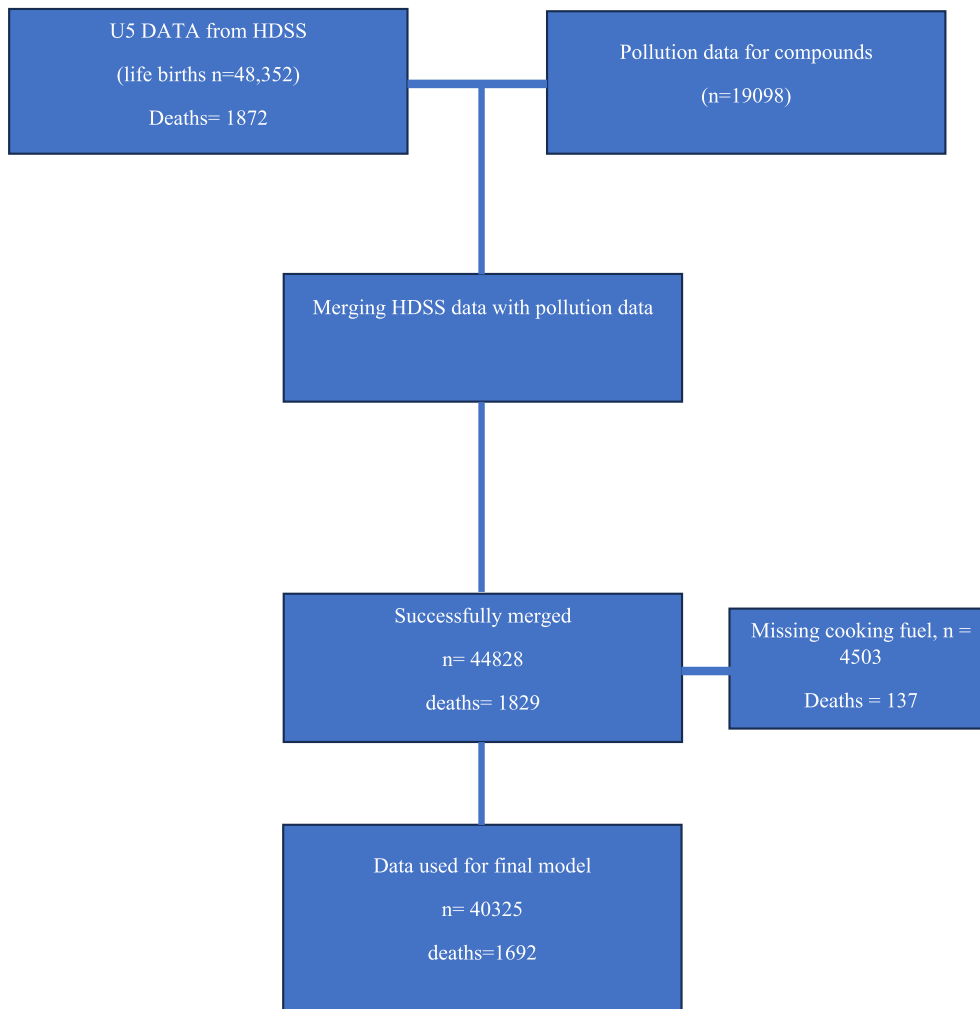 U5 DATA from HDSS
(life births n=48,352)
Deaths= 1872
Pollution data for compounds
(n=19098)
Merging HDSS data with pollution data
Successfully merged
n= 44828
deaths= 1829
Missing cooking fuel, n =
4503
Deaths = 137
Data used for final model
n= 40325
deaths=1692